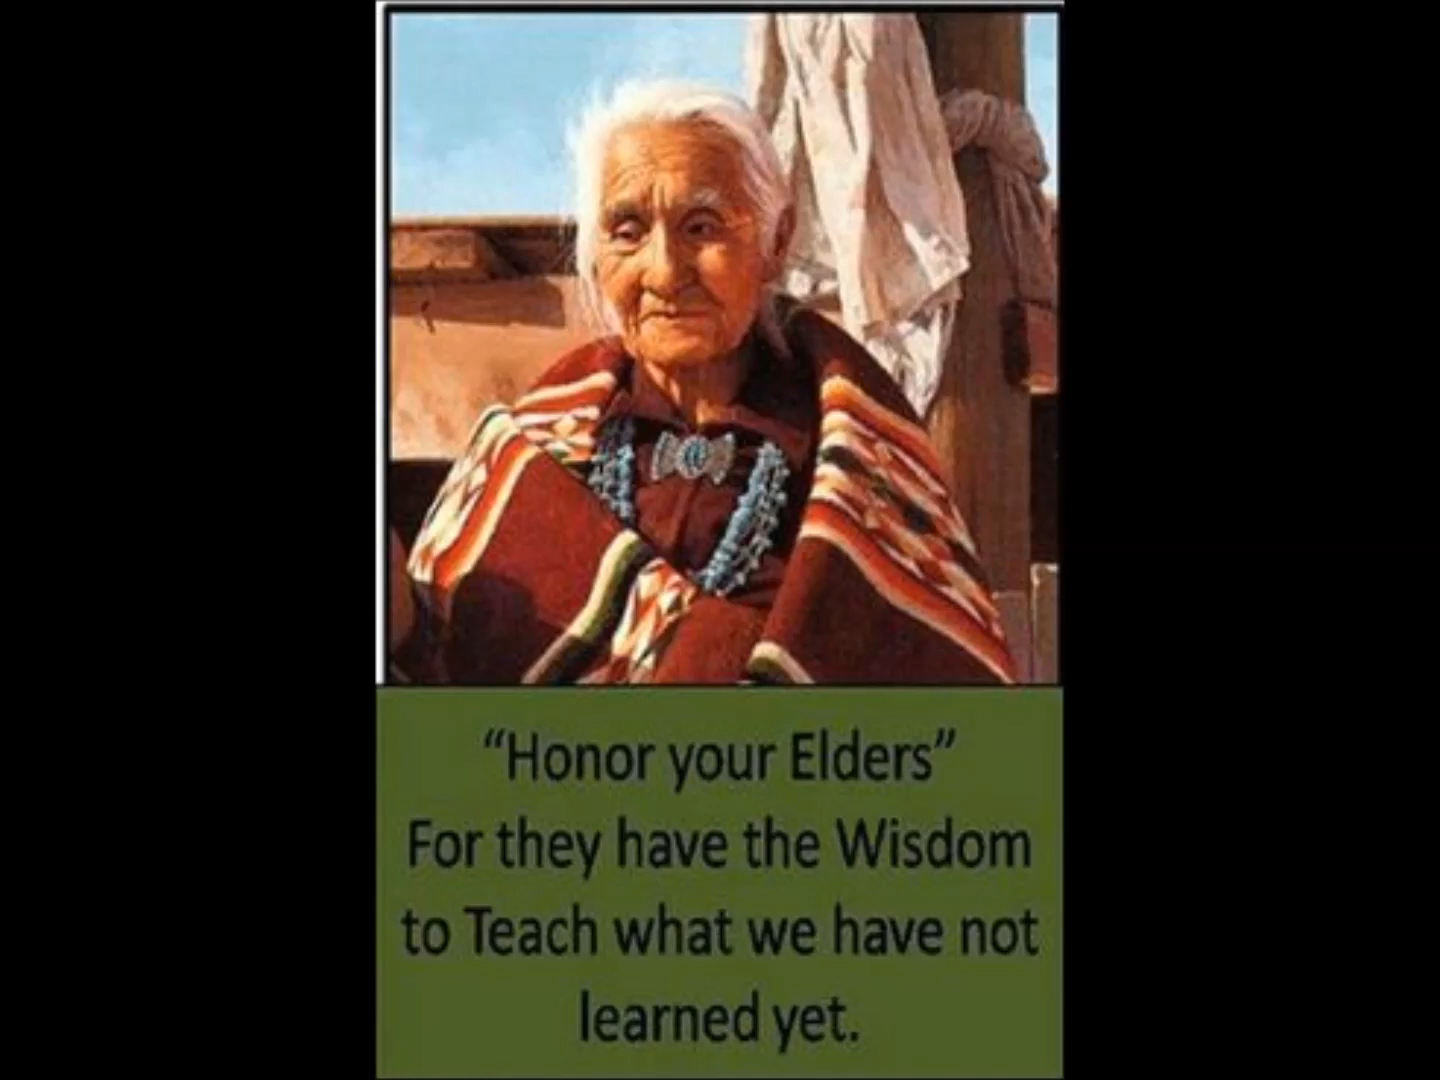 “Honor your Elders”
For they have the Wisdom
to Teach what we have not
learned yet.